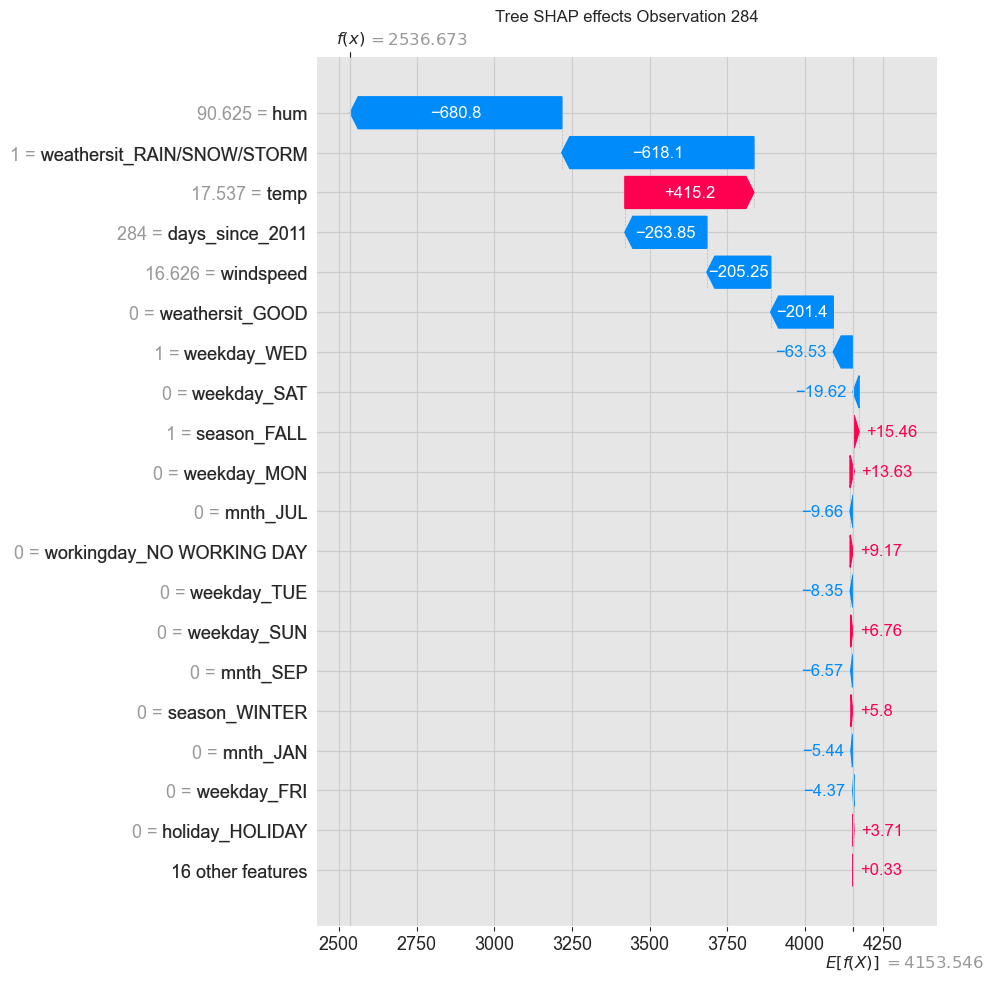 Tree SHAP effects Observation 284
f(x) = 2536.673
90.625 = hum −680.8
1 = weathersit_RAIN/SNOW/STORM −618.1
17.537 = temp +415.2
284 = days_since_2011 −263.85
16.626 = windspeed −205.25
0 = weathersit_GOOD −201.4
1 = weekday_WED −63.53
0 = weekday_SAT −19.62
1 = season_FALL +15.46
0 = weekday_MON +13.63
0 = mnth_JUL −9.66
0 = workingday_NO WORKING DAY +9.17
0 = weekday_TUE −8.35
0 = weekday_SUN +6.76
0 = mnth_SEP −6.57
0 = season_WINTER +5.8
0 = mnth_JAN −5.44
0 = weekday_FRI −4.37
0 = holiday_HOLIDAY +3.71
16 other features +0.33
2500 2750 3000 3250 3500 3750 4000 4250
E[f(X)] = 4153.546